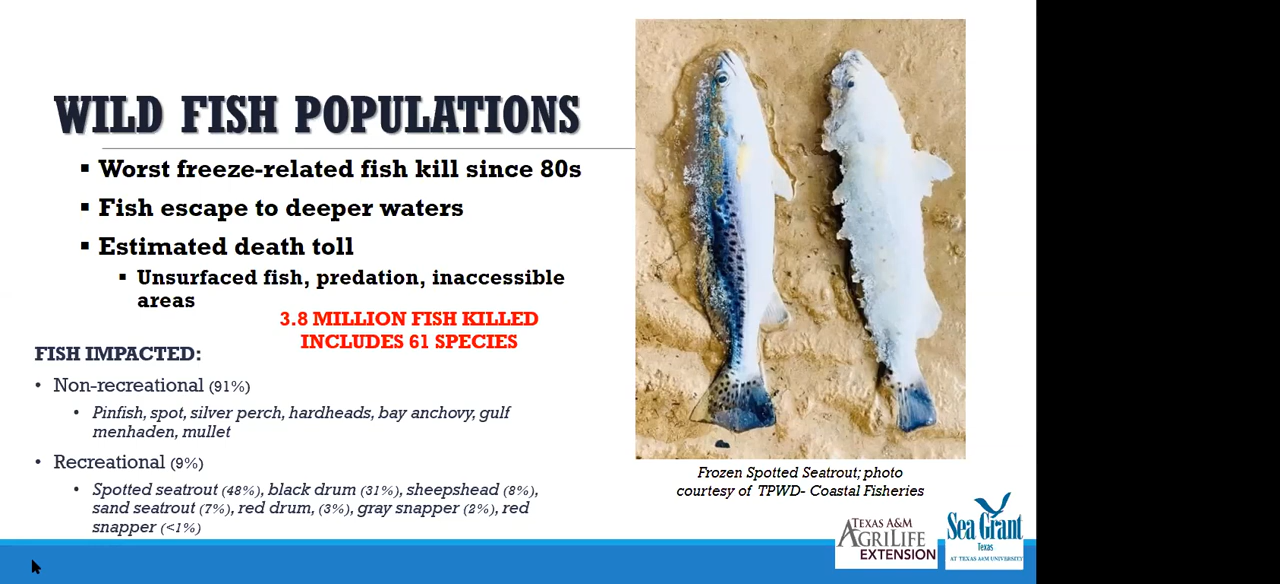 WILD FISH POPULATIONS
▪ Worst freeze-related fish kill since 80s
▪ Fish escape to deeper waters
▪ Estimated death toll
▪ Unsurfaced fish, predation, inaccessible
areas
3.8 MILLION FISH KILLED
INCLUDES 61 SPECIES
FISH IMPACTED:
• Non-recreational (91%)
• Pinfish, spot, silver perch, hardheads, bay anchovy, gulf
menhaden, mullet
• Recreational (9%)
• Spotted seatrout (48%), black drum (31%), sheepshead (8%),
sand seatrout (7%), red drum, (3%), gray snapper (2%), red
snapper (<1%)
Frozen Spotted Seatrout; photo
courtesy of TPWD- Coastal Fisheries
TEXAS A&M
AGRILIFE
EXTENSION
Sea Grant
Texas
AT TEXAS A&M UNIVERSITY